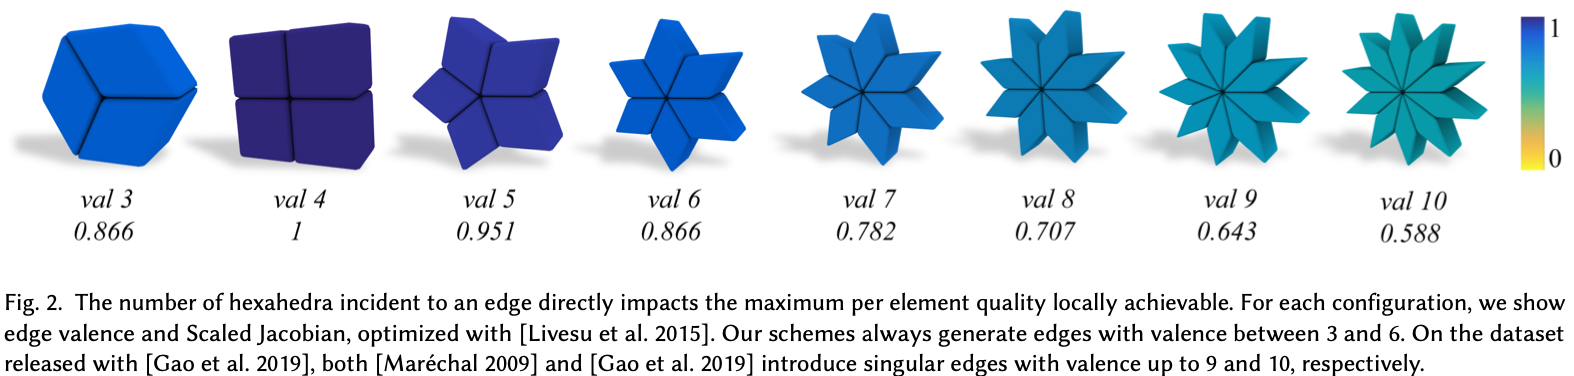 1
0
val 3 val 4 val 5 val 6 val 7 val 8 val 9 val 10
0.866 1 0.951 0.866 0.782 0.707 0.643 0.588
Fig. 2. The number of hexahedra incident to an edge directly impacts the maximum per element quality locally achievable. For each configuration, we show
edge valence and Scaled Jacobian, optimized with [Livesu et al. 2015]. Our schemes always generate edges with valence between 3 and 6. On the dataset
released with [Gao et al. 2019], both [Maréchal 2009] and [Gao et al. 2019] introduce singular edges with valence up to 9 and 10, respectively.